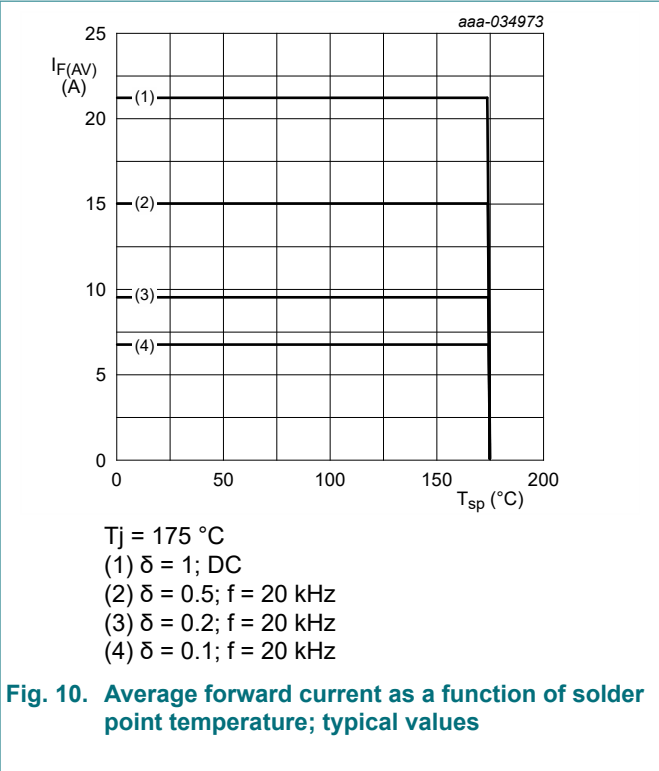 aaa-034973
25
I_F(AV)
(A)
(1)
20
15
(2)
10
(3)
(4)
5
0
0 50 100 150 200
T_sp (°C)
Tj = 175 °C
(1) δ = 1; DC
(2) δ = 0.5; f = 20 kHz
(3) δ = 0.2; f = 20 kHz
(4) δ = 0.1; f = 20 kHz
Fig. 10. Average forward current as a function of solder
point temperature; typical values